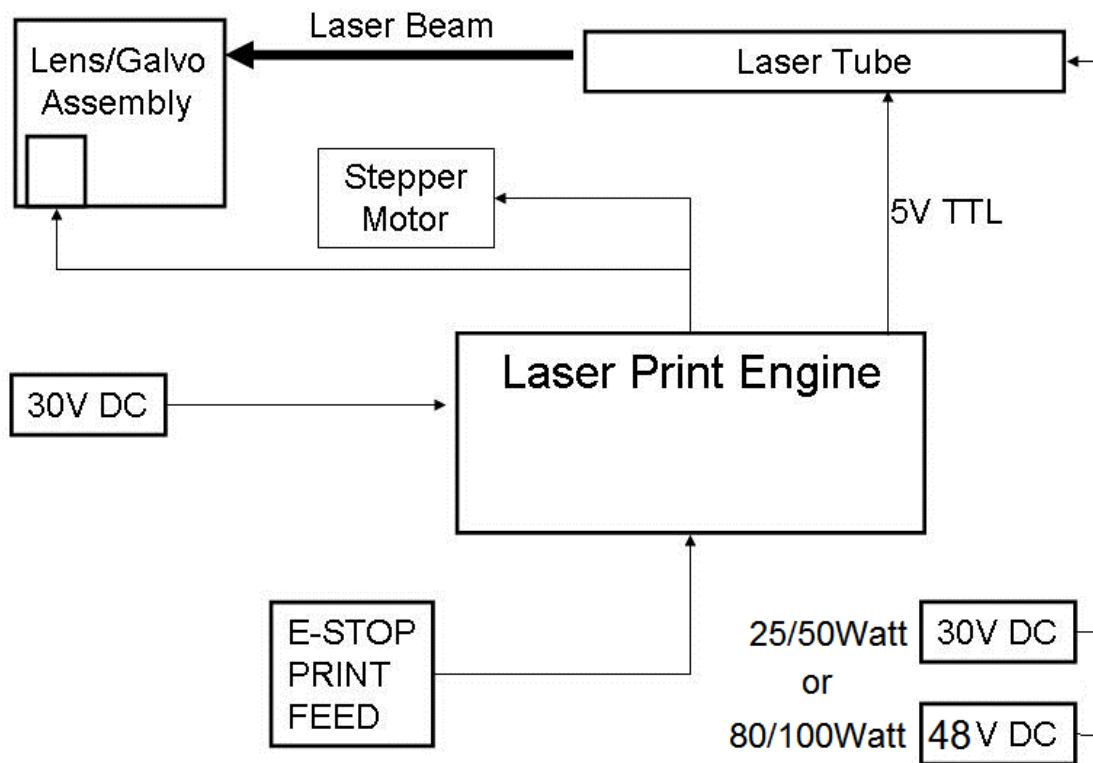 Laser Beam
Lens/Galvo
Assembly
Laser Tube
Stepper
Motor
5V TTL
Laser Print Engine
30V DC
E-STOP
PRINT
FEED
25/50Watt
30V DC
or
80/100Watt
48V DC